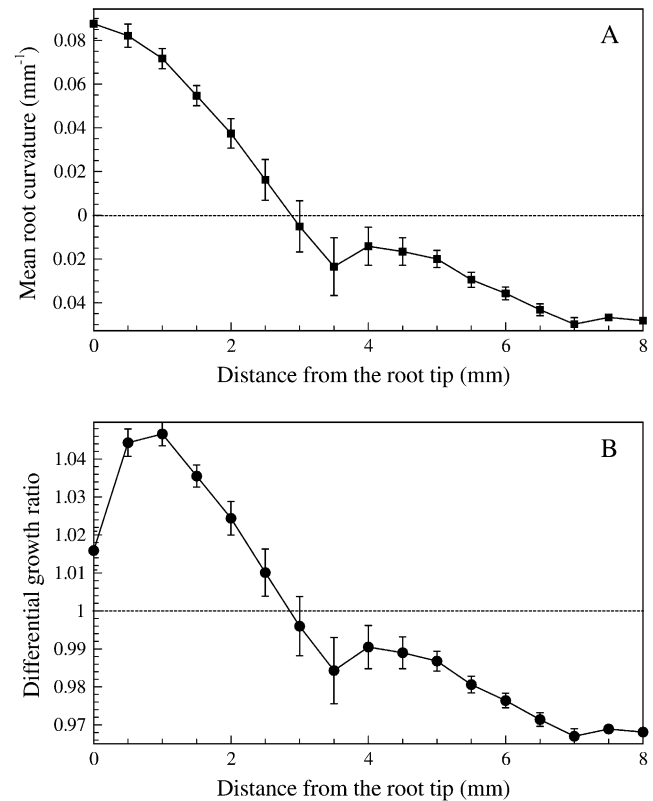 A
Mean root curvature (mm-1)
0.08
0.06
0.04
0.02
0
0.02
0.04
0 2 4 6 8
Distance from the root tip (mm)
B
Differential growth ratio
1.04
1.03
1.02
1.01
1
0.99
0.98
0.97
0 2 4 6 8
Distance from the root tip (mm)